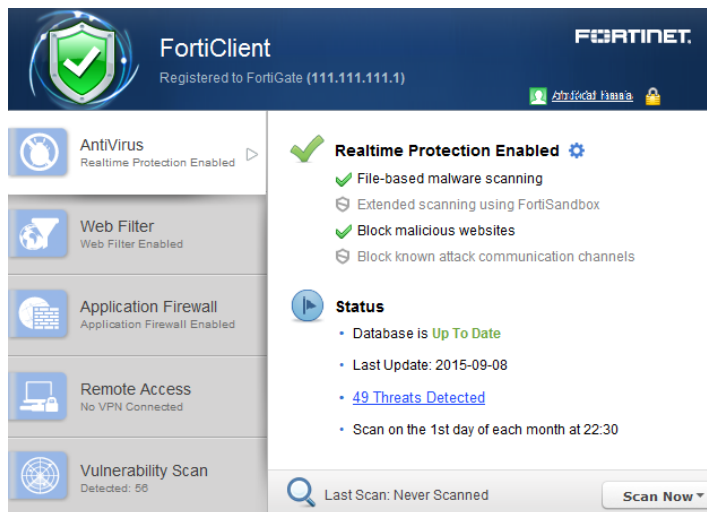 FortiClient
Registered to FortiGate (111.111.111.1)
FORTINET.
AntiVirus
Realtime Protection Enabled
Web Filter
Web Filter Enabled
Application Firewall
Application Firewall Enabled
Remote Access
No VPN Connected
Vulnerability Scan
Detected: 56
Realtime Protection Enabled
File-based malware scanning
Extended scanning using FortiSandbox
Block malicious websites
Block known attack communication channels
Status
Database is Up To Date
Last Update: 2015-09-08
49 Threats Detected
Scan on the 1st day of each month at 22:30
Last Scan: Never Scanned
Scan Now